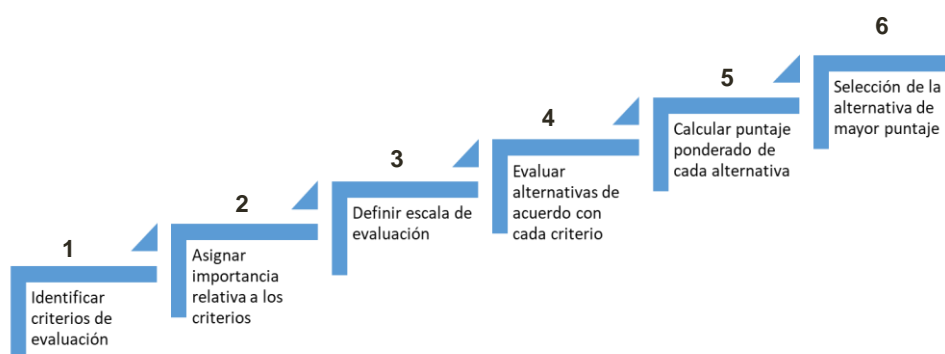 1
Identificar
criterios de
evaluación
2
Asignar
importancia
relativa a los
criterios
3
Definir escala de
evaluación
4
Evaluar
alternativas de
acuerdo con
cada criterio
5
Calcular puntaje
ponderado de
cada alternativa
6
Selección de la
alternativa de
mayor puntaje